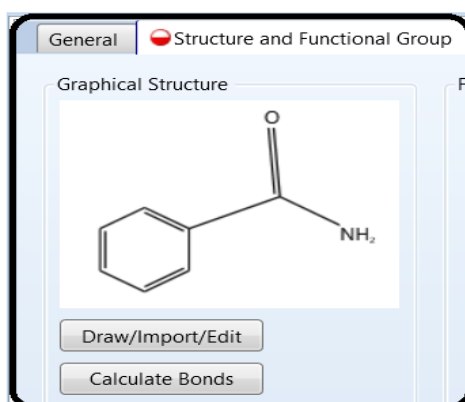 General Structure and Functional Group
Graphical Structure
F
O
NH₂
Draw/Import/Edit
Calculate Bonds